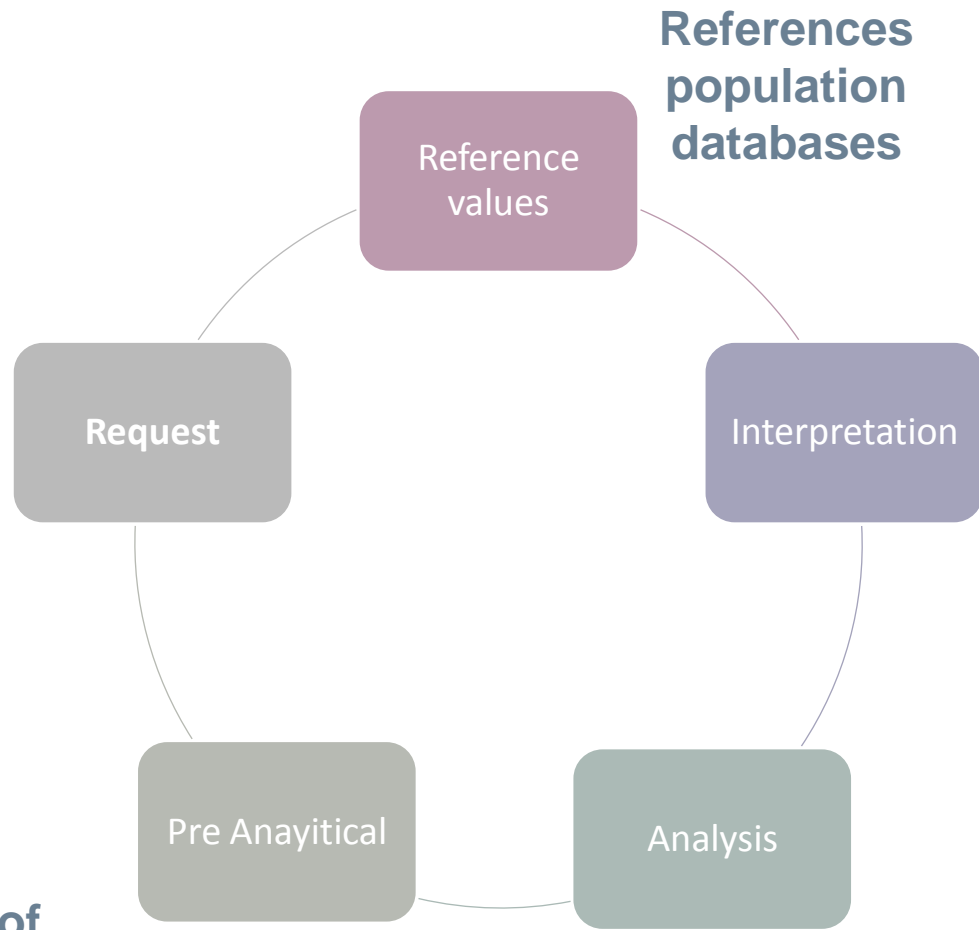 References
population
databases
Reference
values
Request
Interpretation
Pre Anayitical
Analysis
of